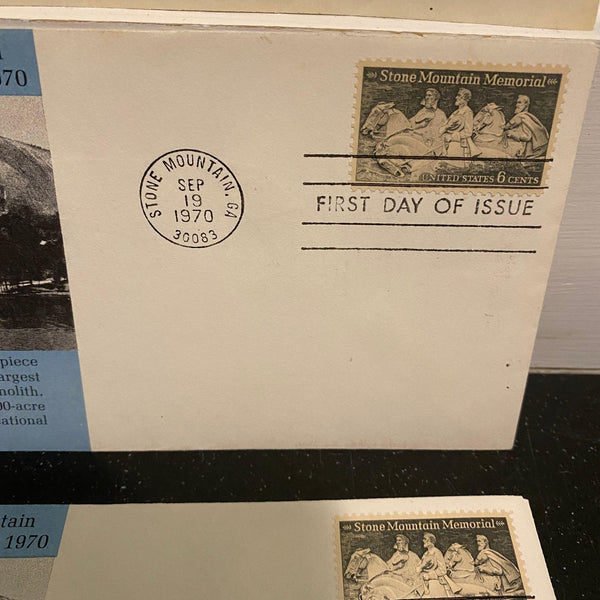 1970
Stone Mountain Memorial
UNITED STATES 6 CENTS
STONE MOUNTAIN, GA
SEP
19
1970
30083
FIRST DAY OF ISSUE
piece
argest
nolith.
00-acre
ational
tain
1970
Stone Mountain Memorial